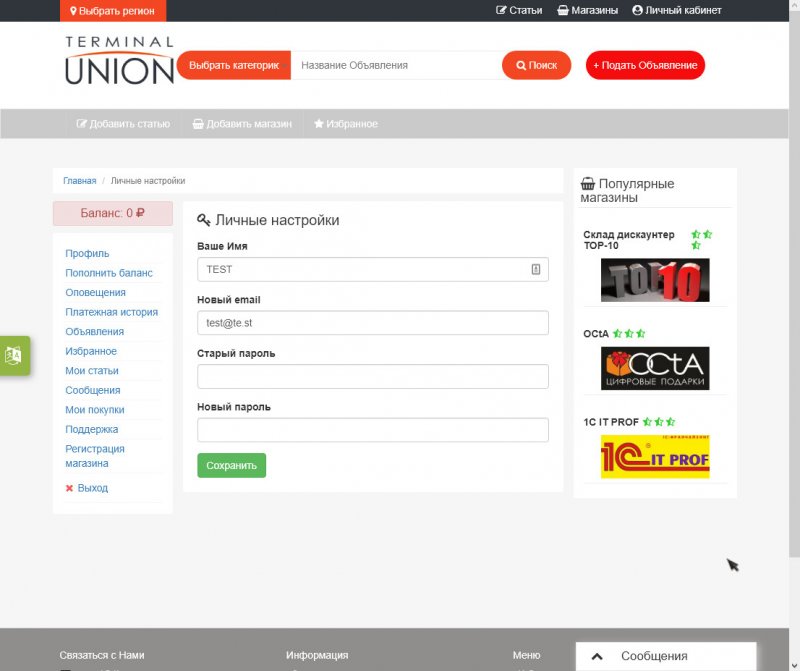 Выбрать регион
Статьи
Магазины
Личный кабинет
TERMINAL
UNION
Выбрать категорик
Название Объявления
Поиск
+ Подать Объявление
Добавить статью
Добавить магазин
Избранное
Главная / Личные настройки
Баланс: 0 ₽
Профиль
Пополнить баланс
Оповещения
Платежная история
Объявления
Избранное
Мои статьи
Сообщения
Мои покупки
Поддержка
Регистрация
магазина
Выход
Личные настройки
Ваше Имя
TEST
Новый email
test@te.st
Старый пароль
Новый пароль
Сохранить
Популярные
магазины
Склад дискаунтер
TOP-10
TOP10
OCtA
OCtA
ЦИФРОВЫЕ ПОДАРКИ
1C IT PROF
1С:ФРАНЧАЙЗИНГ
1C IT PROF
Связаться с Нами
Информация
Меню
Сообщения